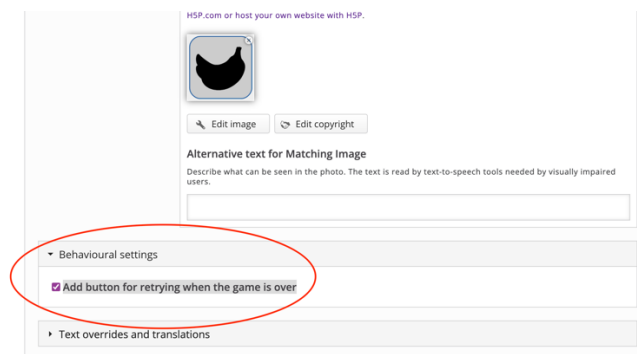 H5P.com or host your own website with H5P.
Edit image
Edit copyright
Alternative text for Matching Image
Describe what can be seen in the photo. The text is read by text-to-speech tools needed by visually impaired
users.
Behavioural settings
Add button for retrying when the game is over
Text overrides and translations